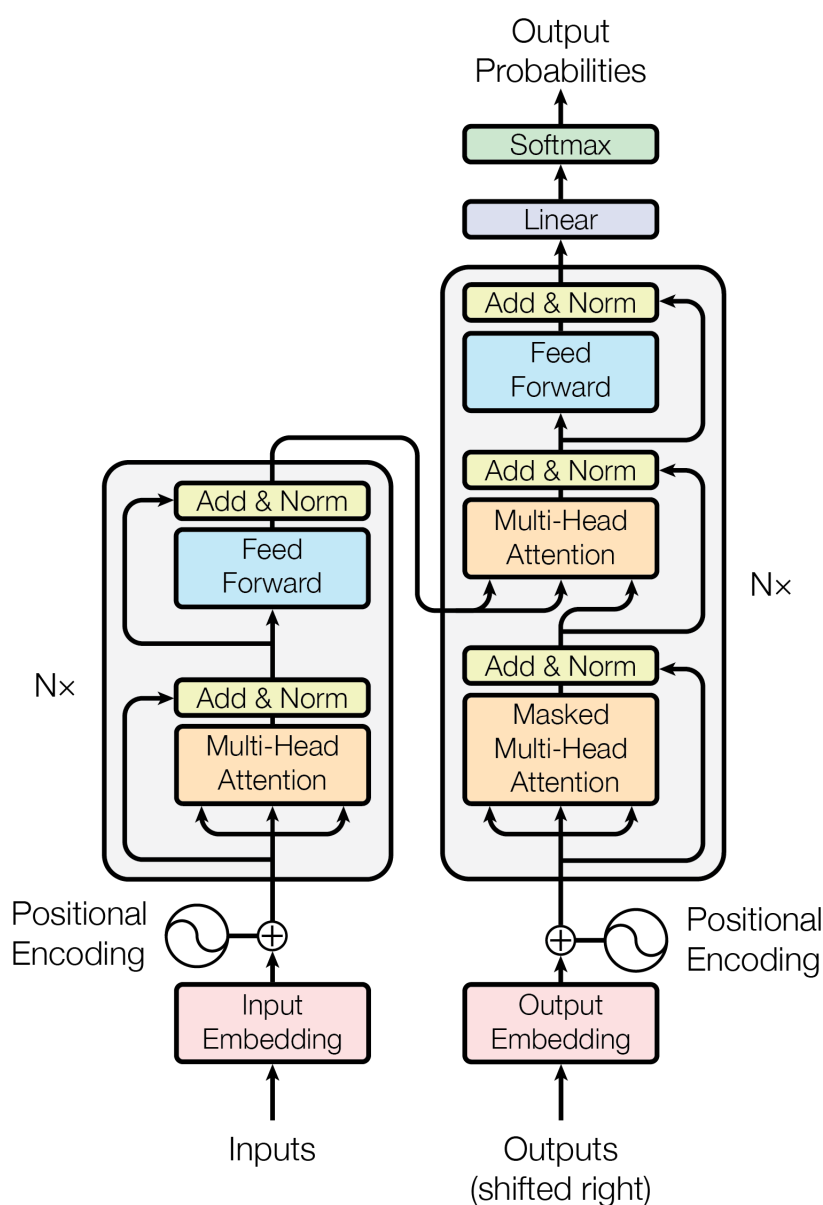 Output
Probabilities
Softmax
Linear
Add & Norm
Feed
Forward
Add & Norm
Multi-Head
Attention
Add & Norm
Masked
Multi-Head
Attention
N×
Add & Norm
Feed
Forward
Add & Norm
Multi-Head
Attention
N×
Positional
Encoding
Positional
Encoding
Input
Embedding
Output
Embedding
Inputs
Outputs
(shifted right)